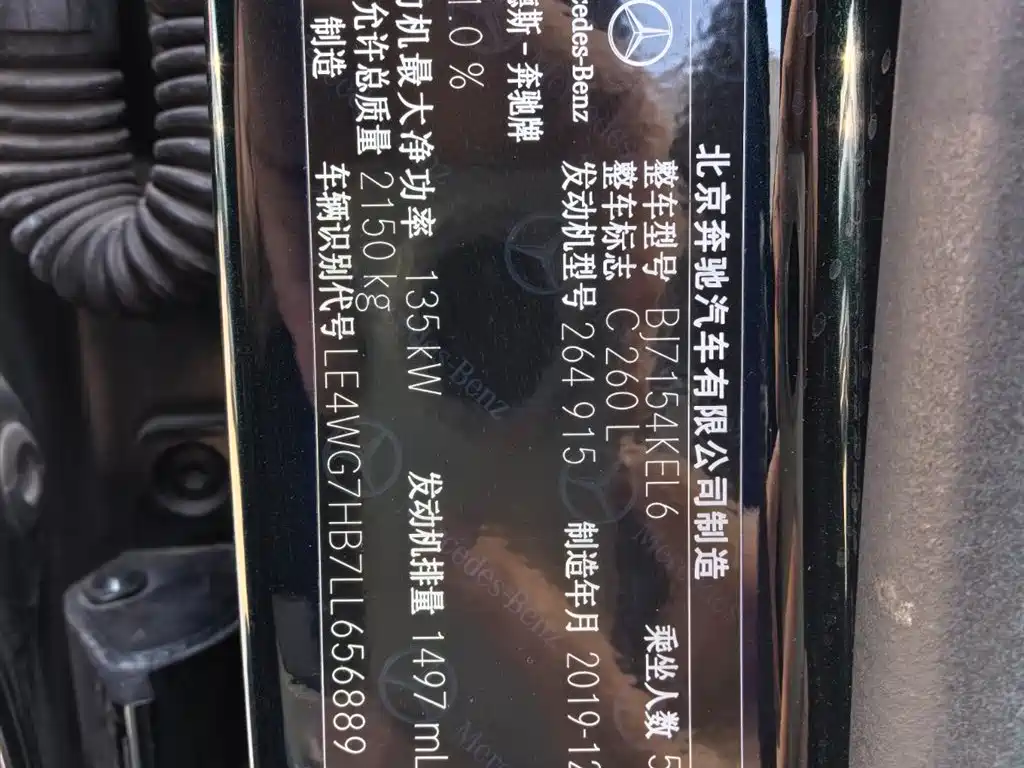 北京奔驰汽车有限公司制造
整车型号 BJ7154KEL6 乘坐人数 5
整车标志 C 260 L
Mercedes-Benz 发动机型号 264 915 制造年月 2019-12
斯-奔驰牌
1.0 %
机最大净功率 135 kW 发动机排量 1497 mL
允许总质量 2150 kg
制造 车辆识别代号 LE4WG7HB7LL656889